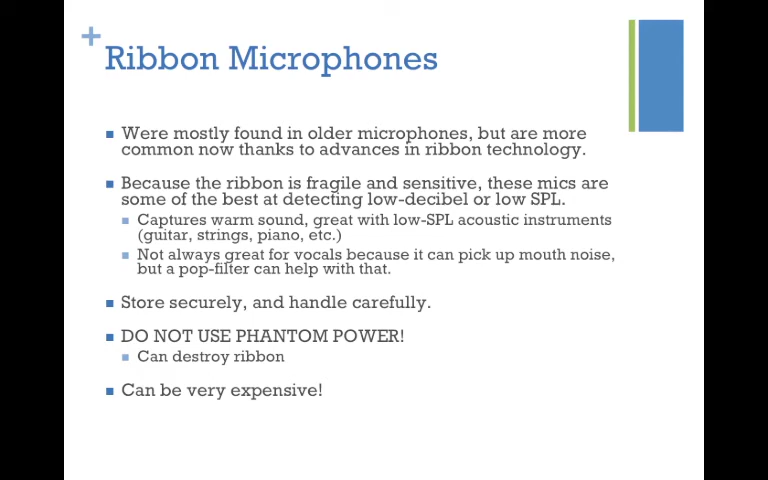 +
Ribbon Microphones
Were mostly found in older microphones, but are more
common now thanks to advances in ribbon technology.
Because the ribbon is fragile and sensitive, these mics are
some of the best at detecting low-decibel or low SPL.
Captures warm sound, great with low-SPL acoustic instruments
(guitar, strings, piano, etc.)
Not always great for vocals because it can pick up mouth noise,
but a pop-filter can help with that.
Store securely, and handle carefully.
DO NOT USE PHANTOM POWER!
Can destroy ribbon
Can be very expensive!